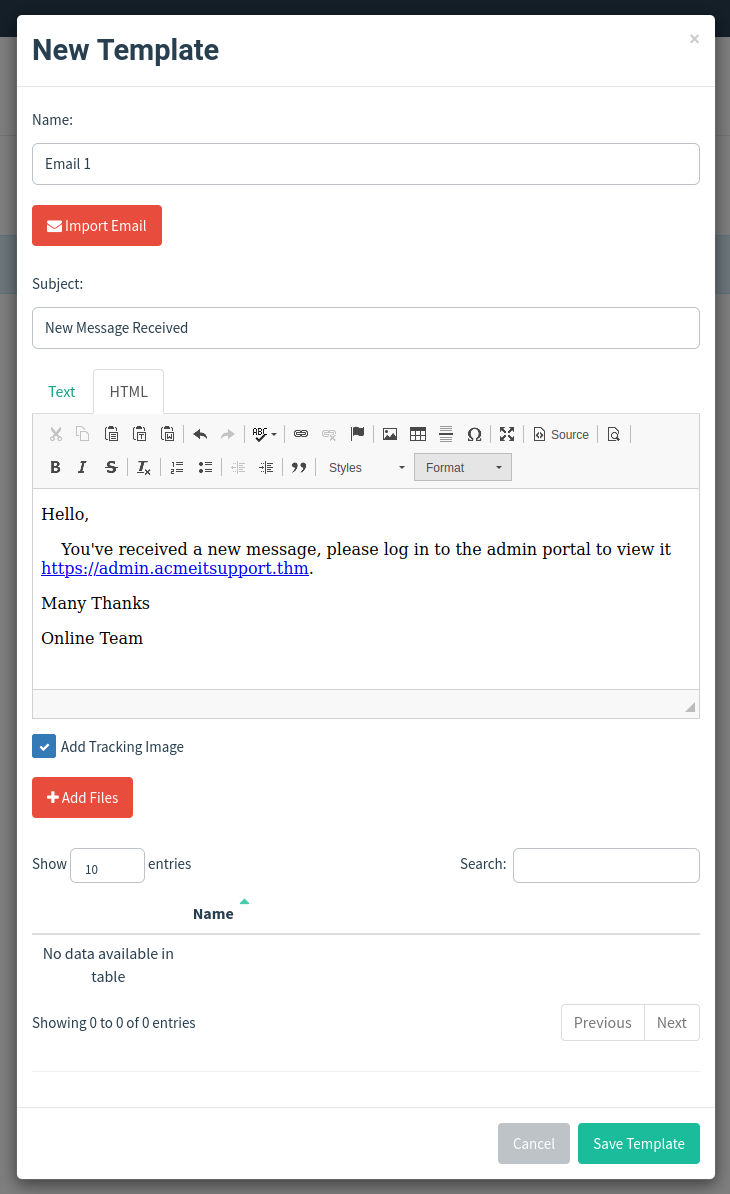 New Template
×
Name:
Email 1
Import Email
Subject:
New Message Received
Text HTML
ABC Source
B I S Tx Styles Format
Hello,
You've received a new message, please log in to the admin portal to view it
https://admin.acmeitsupport.thm.
Many Thanks
Online Team
Add Tracking Image
Add Files
Show 10 entries Search:
Name
No data available in
table
Showing 0 to 0 of 0 entries Previous Next
Cancel Save Template